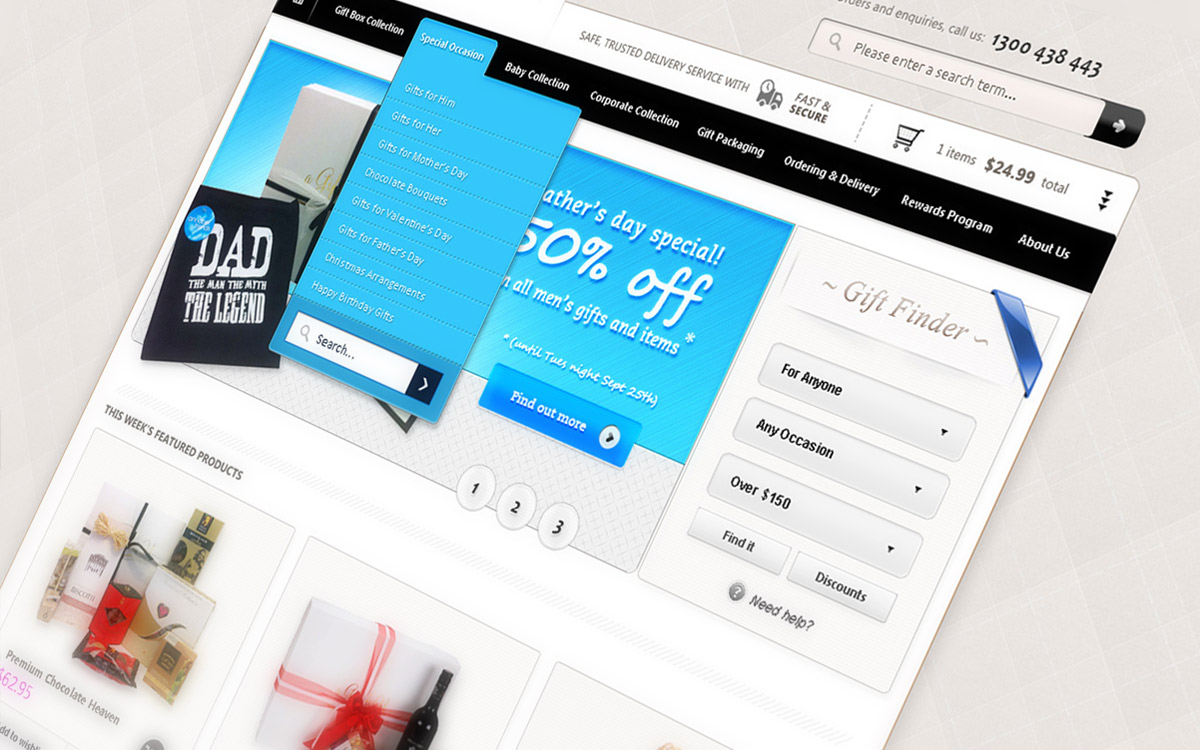 Orders and enquiries, call us: 1300 438 443
Please enter a search term...
SAFE, TRUSTED DELIVERY SERVICE WITH
FAST &
SECURE
1 items $24.99 total
Gift Box Collection
Special Occasion
Baby Collection
Corporate Collection
Gift Packaging
Ordering & Delivery
Rewards Program
About Us
Gifts for Him
Gifts for Her
Gifts for Mother's Day
Chocolate Bouquets
Gifts for Valentine's Day
Gifts for Father's Day
Christmas Arrangements
Happy Birthday Gifts
Search...
DAD
THE MAN THE MYTH
THE LEGEND
ather's day special!
50% off
n all men's gifts and items *
* (until Tues night Sept 25th)
Find out more
1
2
3
~ Gift Finder ~
For Anyone
Any Occasion
Over $150
Find it
Discounts
? Need help?
THIS WEEK'S FEATURED PRODUCTS
BISCOTTI
Premium Chocolate Heaven
$62.95